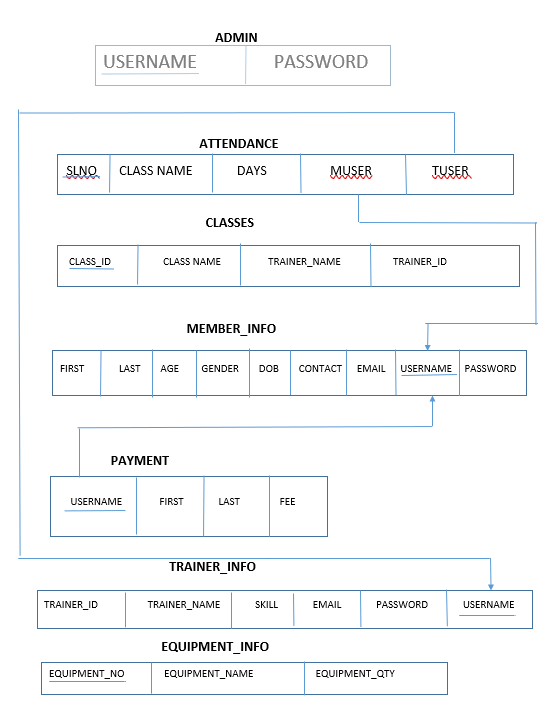 ADMIN
USERNAME PASSWORD
ATTENDANCE
SLNO CLASS NAME DAYS MUSER TUSER
CLASSES
CLASS_ID CLASS NAME TRAINER_NAME TRAINER_ID
MEMBER_INFO
FIRST LAST AGE GENDER DOB CONTACT EMAIL USERNAME PASSWORD
PAYMENT
USERNAME FIRST LAST FEE
TRAINER_INFO
TRAINER_ID TRAINER_NAME SKILL EMAIL PASSWORD USERNAME
EQUIPMENT_INFO
EQUIPMENT_NO EQUIPMENT_NAME EQUIPMENT_QTY